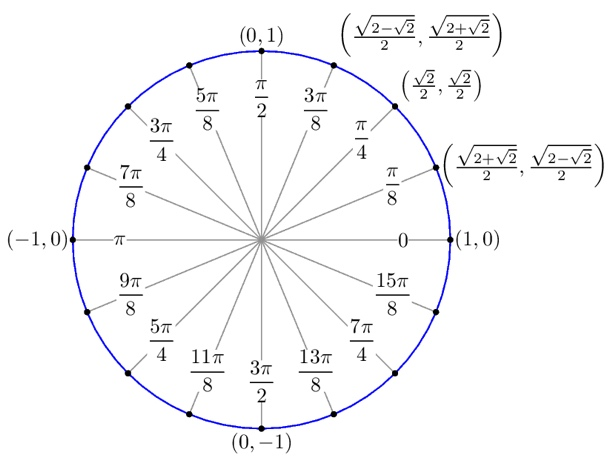 (0, 1)
(√(2−√2)/2, √(2+√2)/2)
(√2/2, √2/2)
(√(2+√2)/2, √(2−√2)/2)
5π/8
π/2
3π/8
3π/4
π/4
7π/8
π/8
(−1, 0)
π
0
(1, 0)
9π/8
15π/8
5π/4
7π/4
11π/8
3π/2
13π/8
(0, −1)